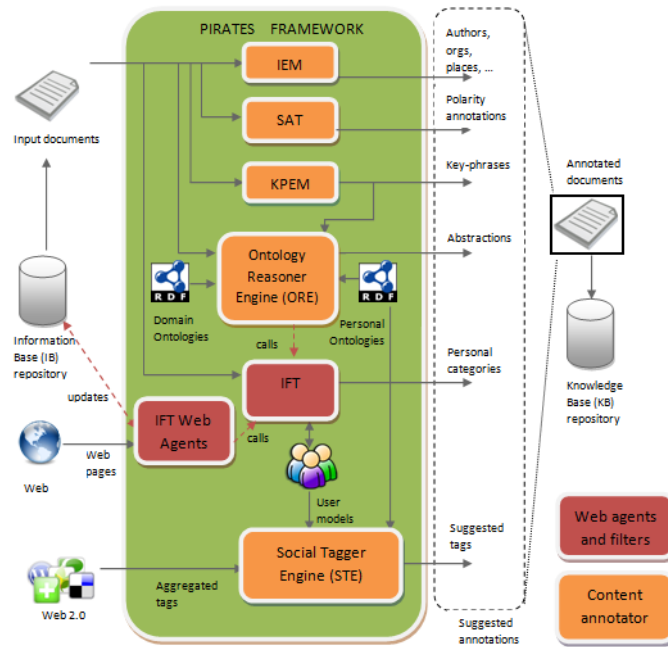 PIRATES FRAMEWORK
IEM
SAT
KPEM
Ontology
Reasoner
Engine (ORE)
RDF
Domain
Ontologies
RDF
Personal
Ontologies
calls
IFT
IFT Web
Agents
calls
User
models
Social Tagger
Engine (STE)
Aggregated
tags
Input documents
Information
Base (IB)
repository
updates
Web
pages
Web
Web 2.0
Authors,
orgs,
places, ...
Polarity
annotations
Key-phrases
Abstractions
Personal
categories
Suggested
tags
Suggested
annotations
Annotated
documents
Knowledge
Base (KB)
repository
Web agents
and filters
Content
annotator